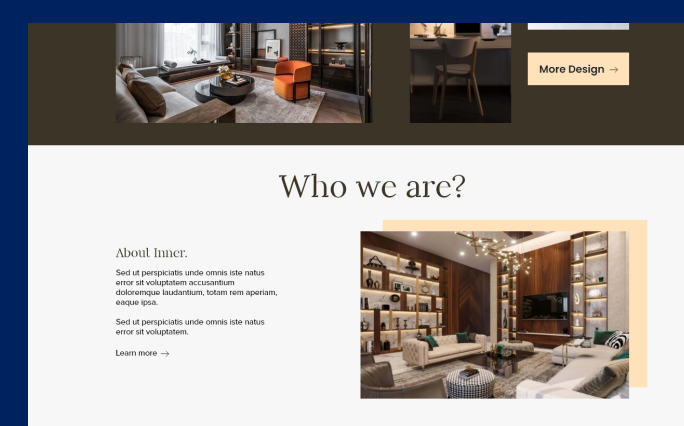 More Design →
Who we are?
About Inner.
Sed ut perspiciatis unde omnis iste natus
error sit voluptatem accusantium
doloremque laudantium, totam rem aperiam,
eaque ipsa.
Sed ut perspiciatis unde omnis iste natus
error sit voluptatem.
Learn more →